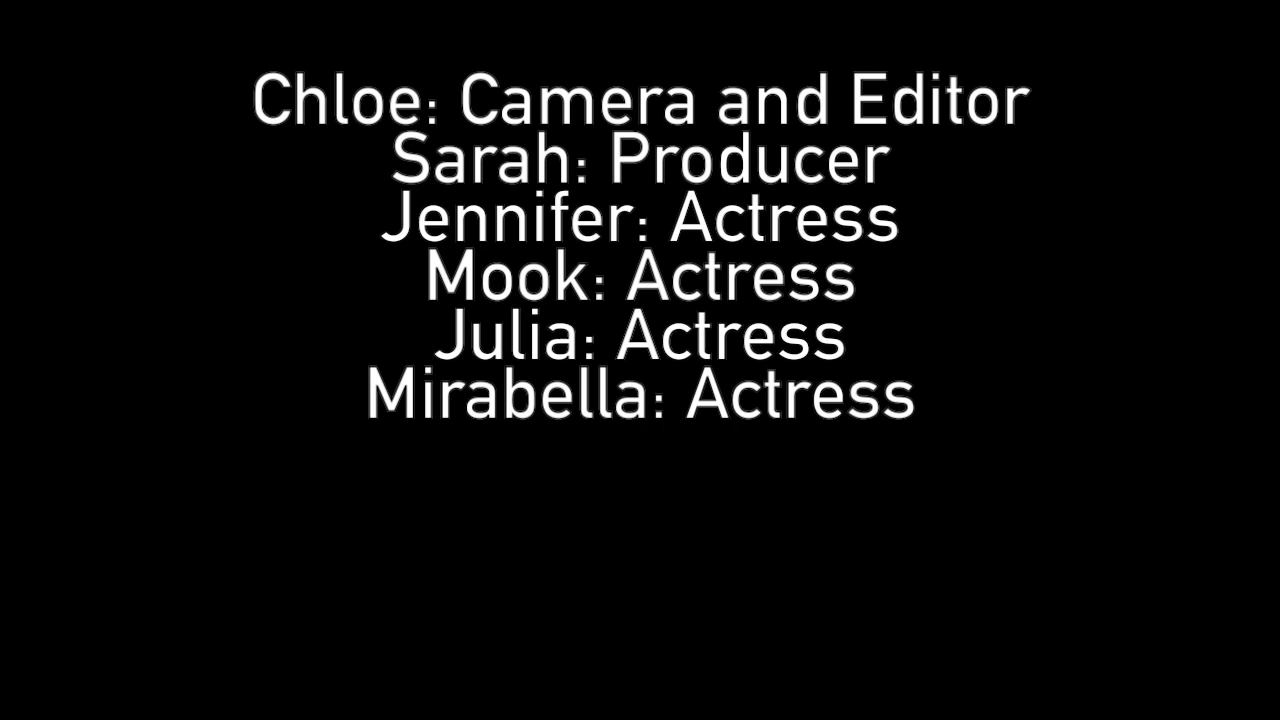 Chloe: Camera and Editor
Sarah: Producer
Jennifer: Actress
Mook: Actress
Julia: Actress
Mirabella: Actress